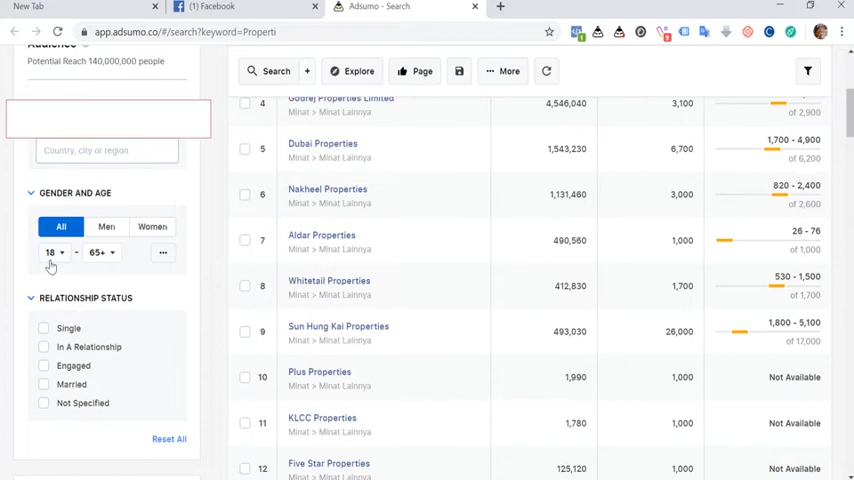 New Tab
(1) Facebook
Adsumo - Search
app.adsumo.co/#/search?keyword=Properti
Audience
Potential Reach 140,000,000 people
Country, city or region
GENDER AND AGE
All Men Women
18 - 65+ ...
RELATIONSHIP STATUS
Single
In A Relationship
Engaged
Married
Not Specified
Reset All
Search + Explore Page ... More
4 Godrej Properties Limited 4,546,040 3,100
Minat > Minat Lainnya of 2,900
5 Dubai Properties 1,543,230 6,700 1,700 - 4,900
Minat > Minat Lainnya of 6,200
6 Nakheel Properties 1,131,460 3,000 820 - 2,400
Minat > Minat Lainnya of 2,600
7 Aldar Properties 490,560 1,000 26 - 76
Minat > Minat Lainnya of 1,000
8 Whitetail Properties 412,830 1,700 530 - 1,500
Minat > Minat Lainnya of 1,700
9 Sun Hung Kai Properties 493,030 26,000 1,800 - 5,100
Minat > Minat Lainnya of 17,000
10 Plus Properties 1,990 1,000 Not Available
Minat > Minat Lainnya
11 KLCC Properties 1,780 1,000 Not Available
Minat > Minat Lainnya
12 Five Star Properties 125,120 1,000 Not Available
Minat > Minat Lainnya